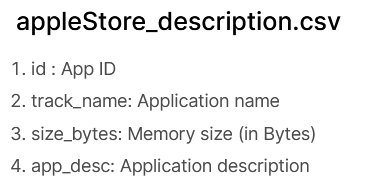 appleStore_description.csv
1. id : App ID
2. track_name: Application name
3. size_bytes: Memory size (in Bytes)
4. app_desc: Application description